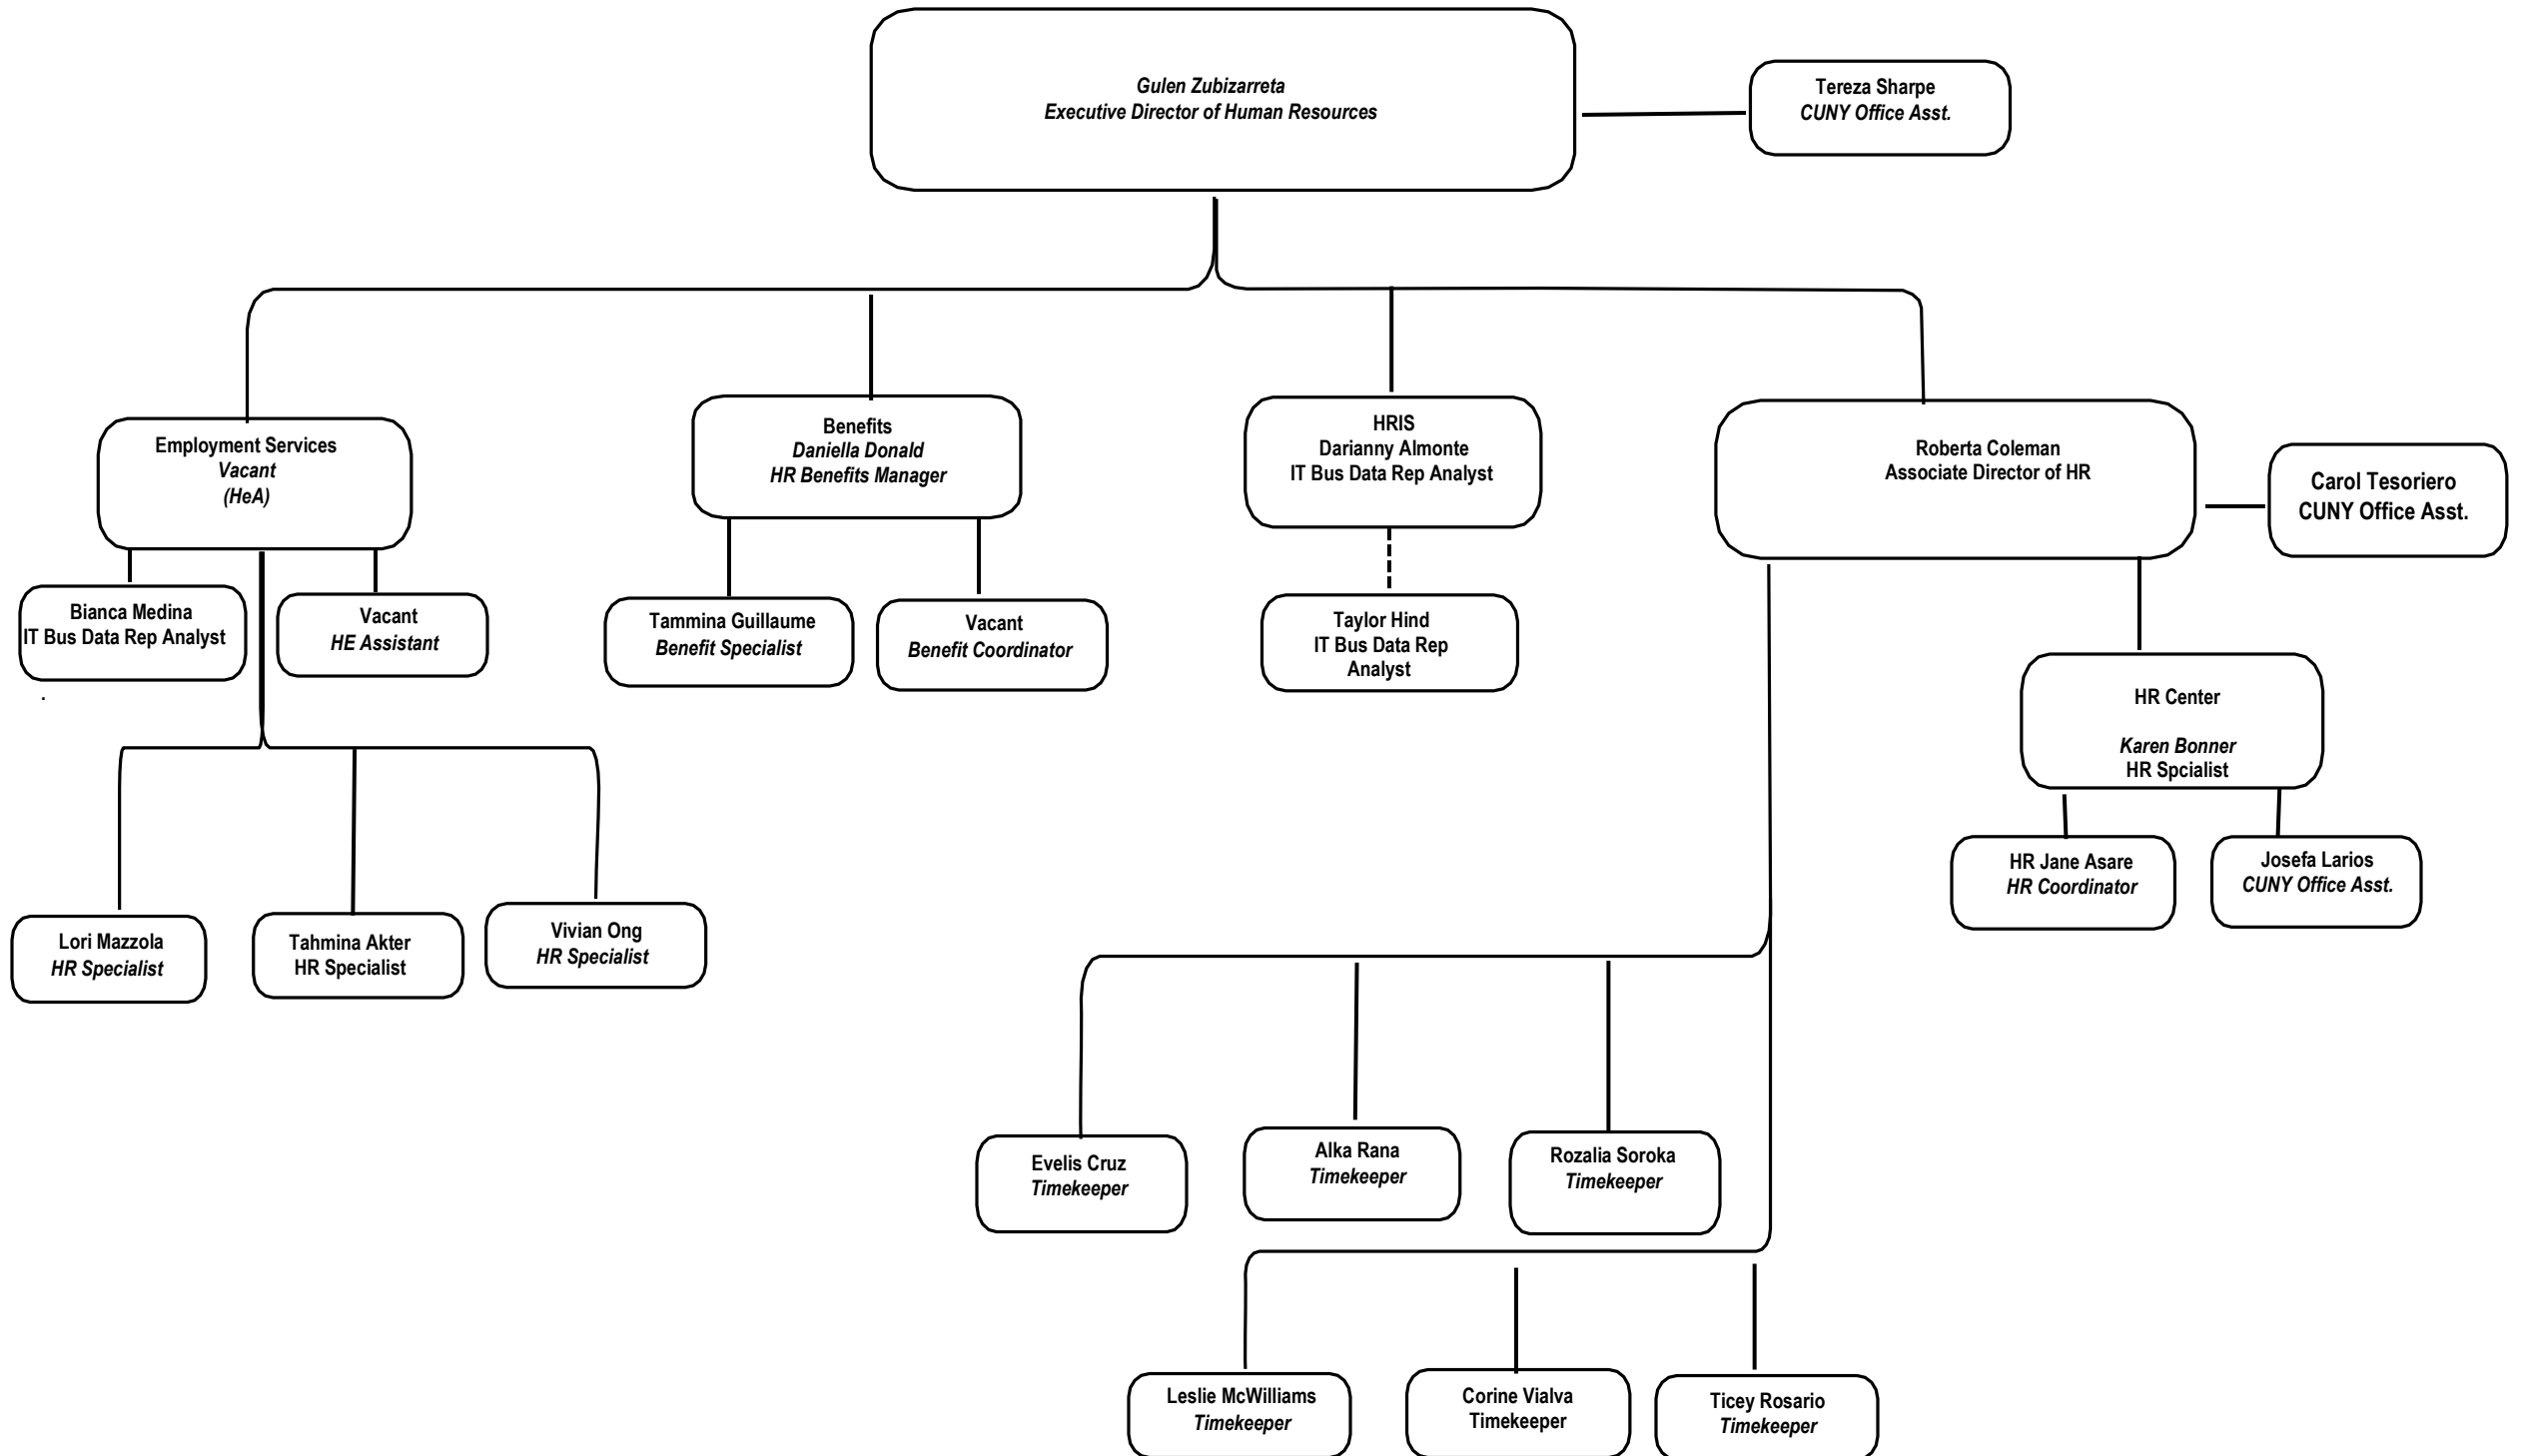 Gulen Zubizarreta
Executive Director of Human Resources
Tereza Sharpe
CUNY Office Asst.
Employment Services
Vacant
(HeA)
Benefits
Daniella Donald
HR Benefits Manager
HRIS
Darianny Almonte
IT Bus Data Rep Analyst
Roberta Coleman
Associate Director of HR
Carol Tesoriero
CUNY Office Asst.
Bianca Medina
IT Bus Data Rep Analyst
Vacant
HE Assistant
Tammina Guillaume
Benefit Specialist
Vacant
Benefit Coordinator
Taylor Hind
IT Bus Data Rep
Analyst
HR Center
Karen Bonner
HR Spcialist
HR Jane Asare
HR Coordinator
Josefa Larios
CUNY Office Asst.
Lori Mazzola
HR Specialist
Tahmina Akter
HR Specialist
Vivian Ong
HR Specialist
Evelis Cruz
Timekeeper
Alka Rana
Timekeeper
Rozalia Soroka
Timekeeper
Leslie McWilliams
Timekeeper
Corine Vialva
Timekeeper
Ticey Rosario
Timekeeper